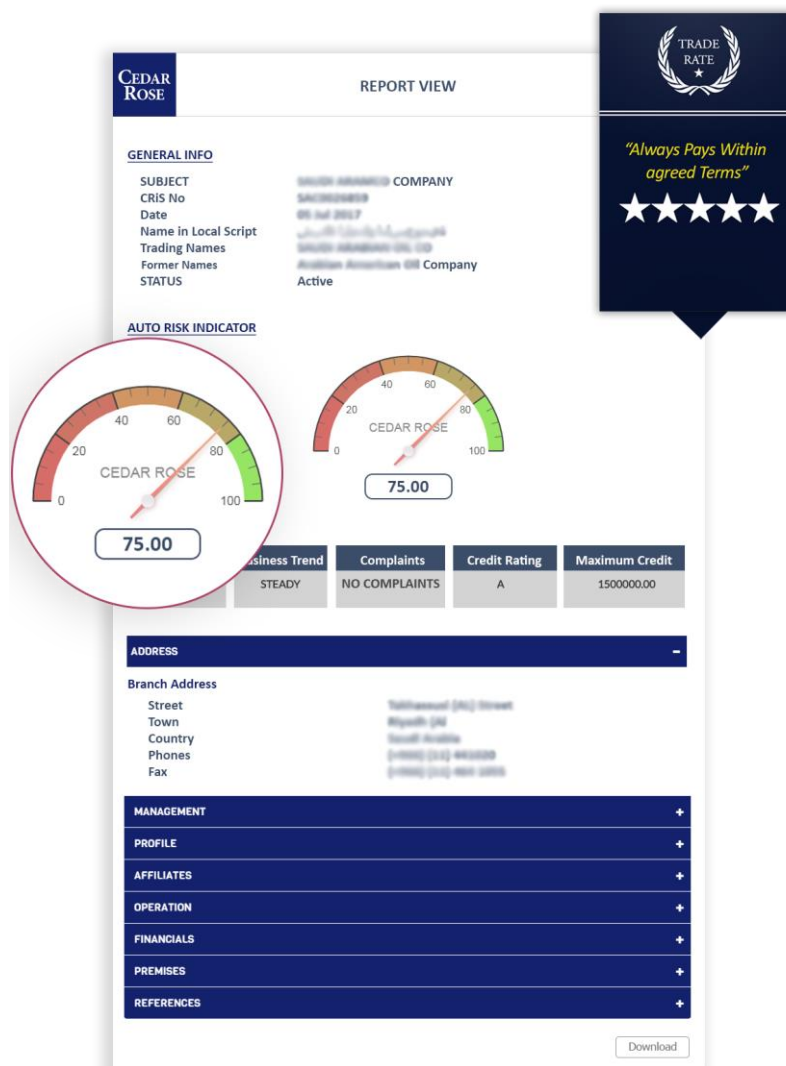 CEDAR
ROSE
REPORT VIEW
TRADE
RATE
“Always Pays Within
agreed Terms”
GENERAL INFO
SUBJECT COMPANY
CRiS No
Date 05 Jul 2017
Name in Local Script
Trading Names
Former Names Company
STATUS Active
AUTO RISK INDICATOR
0 20 40 60 80 100
CEDAR ROSE
75.00
0 20 40 60 80 100
CEDAR ROSE
75.00
Business Trend Complaints Credit Rating Maximum Credit
STEADY NO COMPLAINTS A 1500000.00
ADDRESS –
Branch Address
Street
Town
Country
Phones
Fax
MANAGEMENT +
PROFILE +
AFFILIATES +
OPERATION +
FINANCIALS +
PREMISES +
REFERENCES +
Download